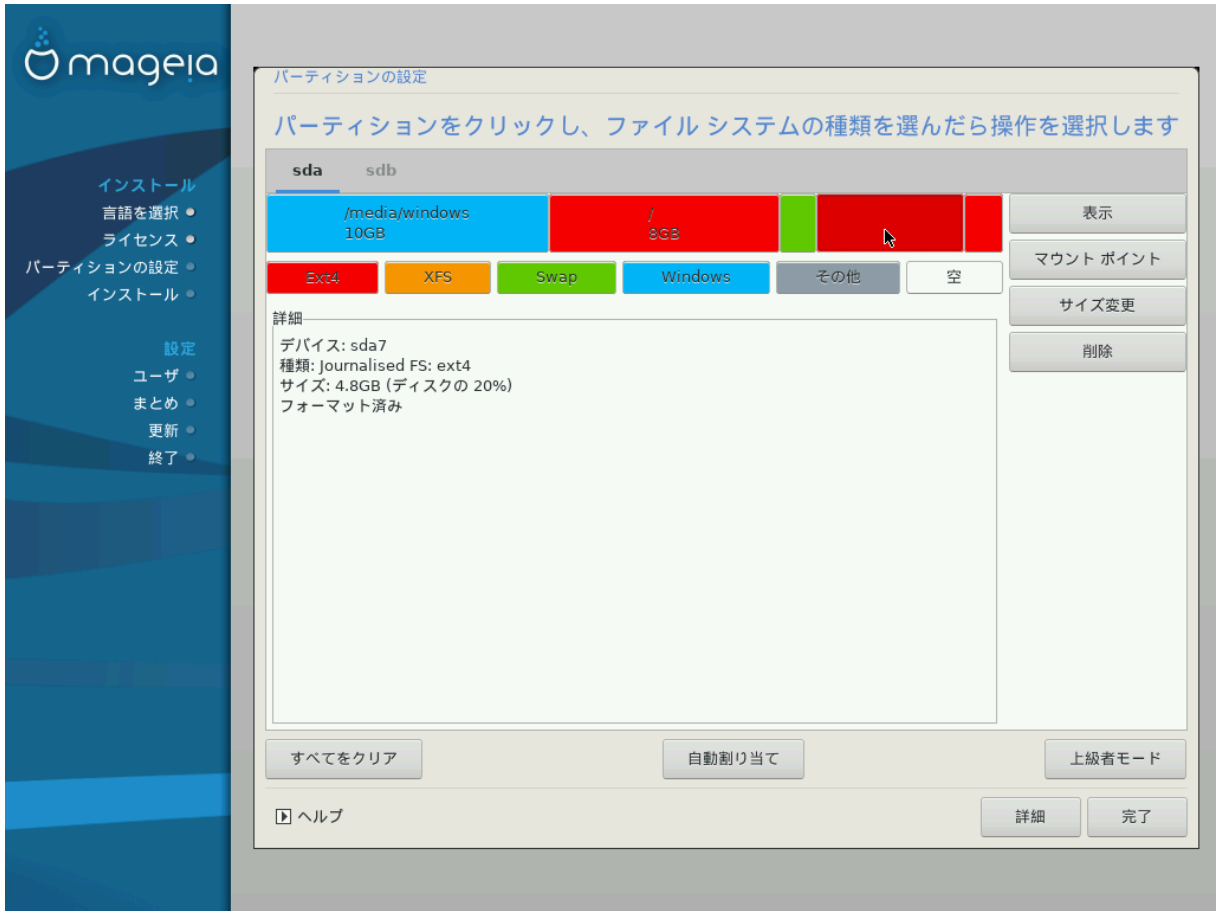 mageia
インストール
言語を選択
ライセンス
パーティションの設定
インストール
設定
ユーザ
まとめ
更新
終了
パーティションの設定
パーティションをクリックし、ファイル システムの種類を選んだら操作を選択します
sda sdb
/media/windows
10GB
/
8GB
Ext4 XFS Swap Windows その他 空
表示
マウント ポイント
サイズ変更
削除
詳細
デバイス: sda7
種類: Journalised FS: ext4
サイズ: 4.8GB (ディスクの 20%)
フォーマット済み
すべてをクリア 自動割り当て 上級者モード
ヘルプ 詳細 完了